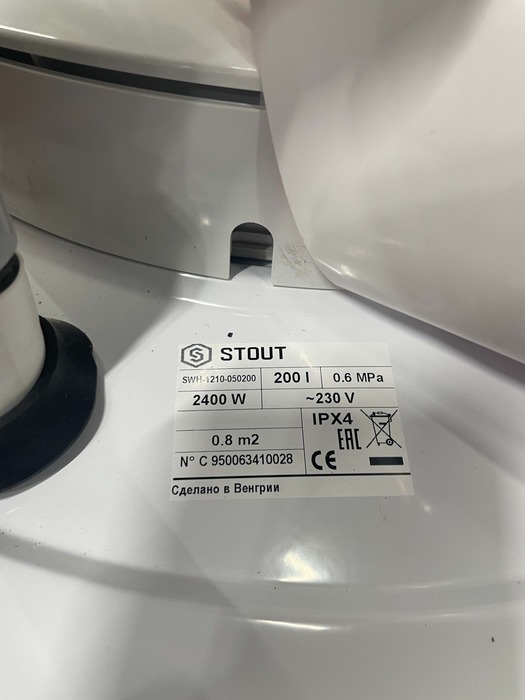 STOUT
SWH-1210-050200 200 l 0.6 MPa
2400 W ~230 V
IPX4
0.8 m2 EAC
N° C 950063410028 CE
Сделано в Венгрии